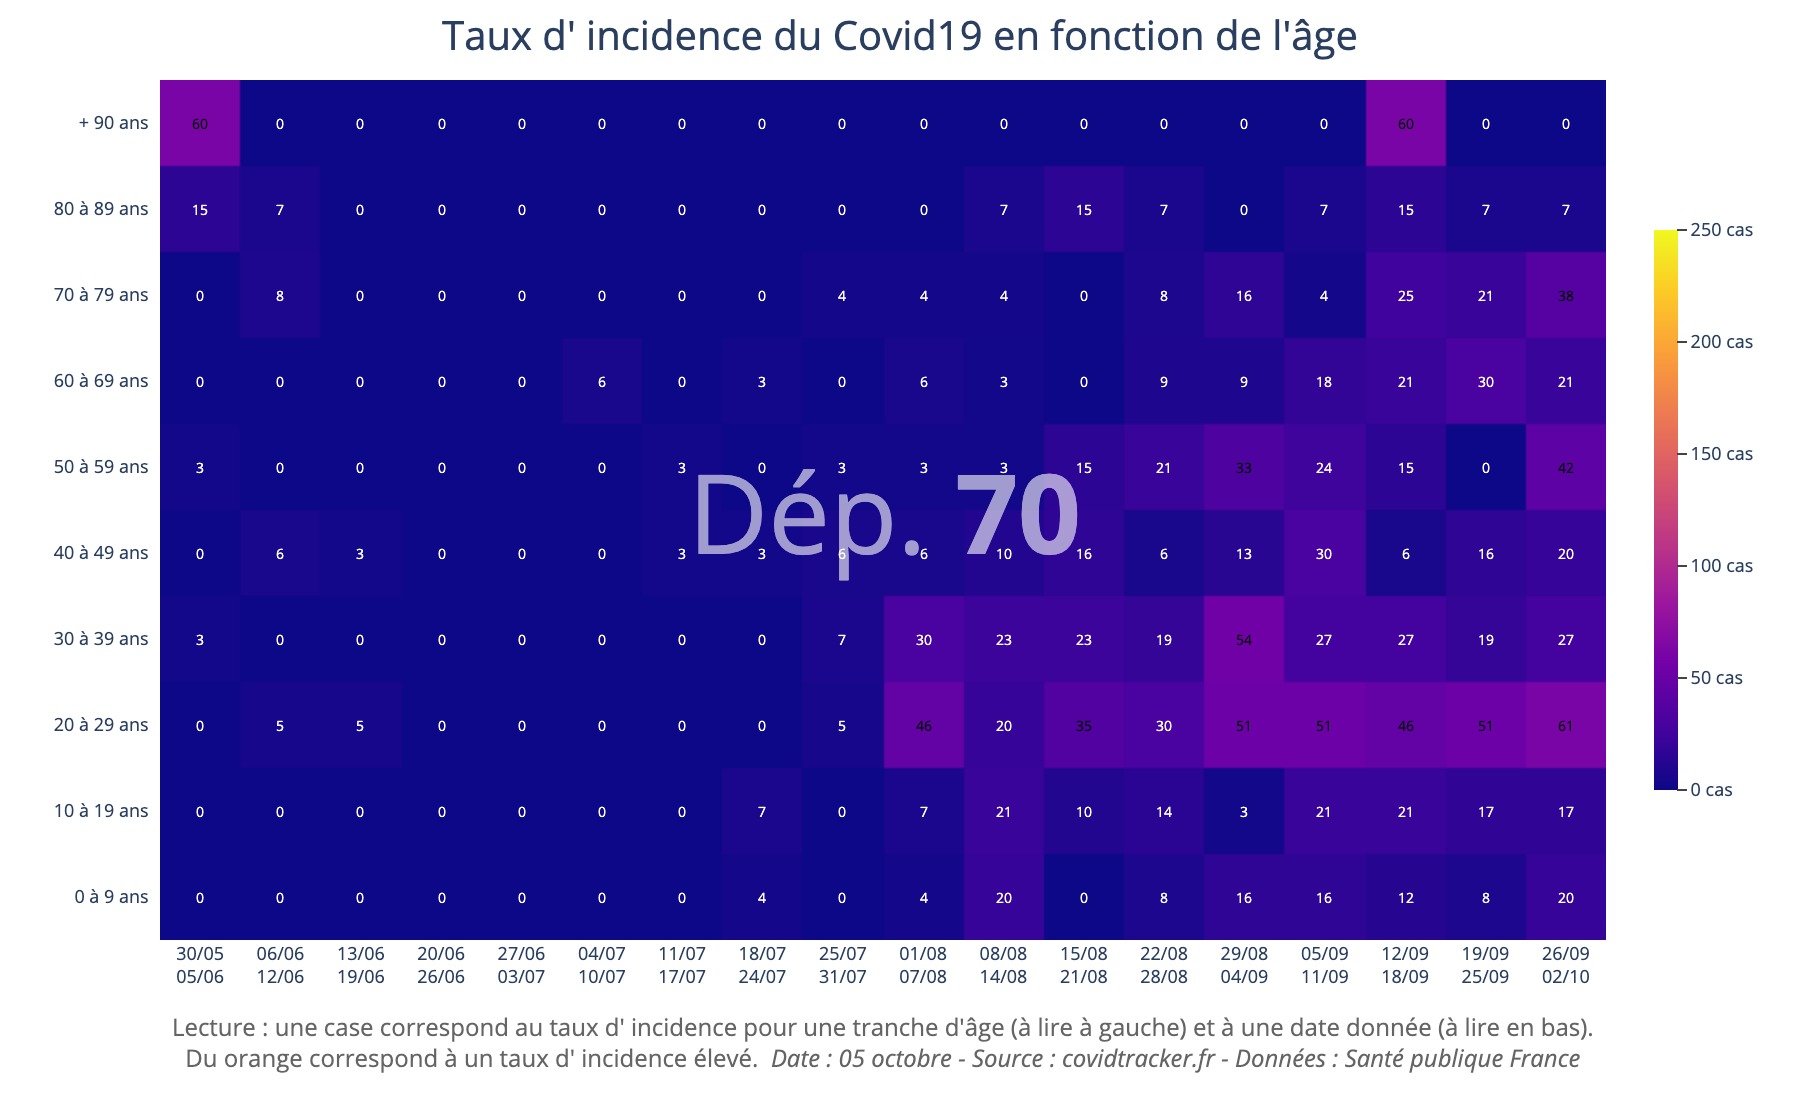 Taux d' incidence du Covid19 en fonction de l'âge
+ 90 ans 60 0 0 0 0 0 0 0 0 0 0 0 0 0 0 60 0 0
80 à 89 ans 15 7 0 0 0 0 0 0 0 0 7 15 7 0 7 15 7 7
70 à 79 ans 0 8 0 0 0 0 0 0 4 4 4 0 8 16 4 25 21 38
60 à 69 ans 0 0 0 0 0 6 0 3 0 6 3 0 9 9 18 21 30 21
50 à 59 ans 3 0 0 0 0 0 3 0 3 3 3 15 21 33 24 15 0 42
Dép. 70
40 à 49 ans 0 6 3 0 0 0 3 3 6 6 10 16 6 13 30 6 16 20
30 à 39 ans 3 0 0 0 0 0 0 0 7 30 23 23 19 54 27 27 19 27
20 à 29 ans 0 5 5 0 0 0 0 0 5 46 20 35 30 51 51 46 51 61
10 à 19 ans 0 0 0 0 0 0 0 7 0 7 21 10 14 3 21 21 17 17
0 à 9 ans 0 0 0 0 0 0 0 4 0 4 20 0 8 16 16 12 8 20
30/05 06/06 13/06 20/06 27/06 04/07 11/07 18/07 25/07 01/08 08/08 15/08 22/08 29/08 05/09 12/09 19/09 26/09
05/06 12/06 19/06 26/06 03/07 10/07 17/07 24/07 31/07 07/08 14/08 21/08 28/08 04/09 11/09 18/09 25/09 02/10
250 cas
200 cas
150 cas
100 cas
50 cas
0 cas
Lecture : une case correspond au taux d' incidence pour une tranche d'âge (à lire à gauche) et à une date donnée (à lire en bas).
Du orange correspond à un taux d' incidence élevé. Date : 05 octobre - Source : covidtracker.fr - Données : Santé publique France